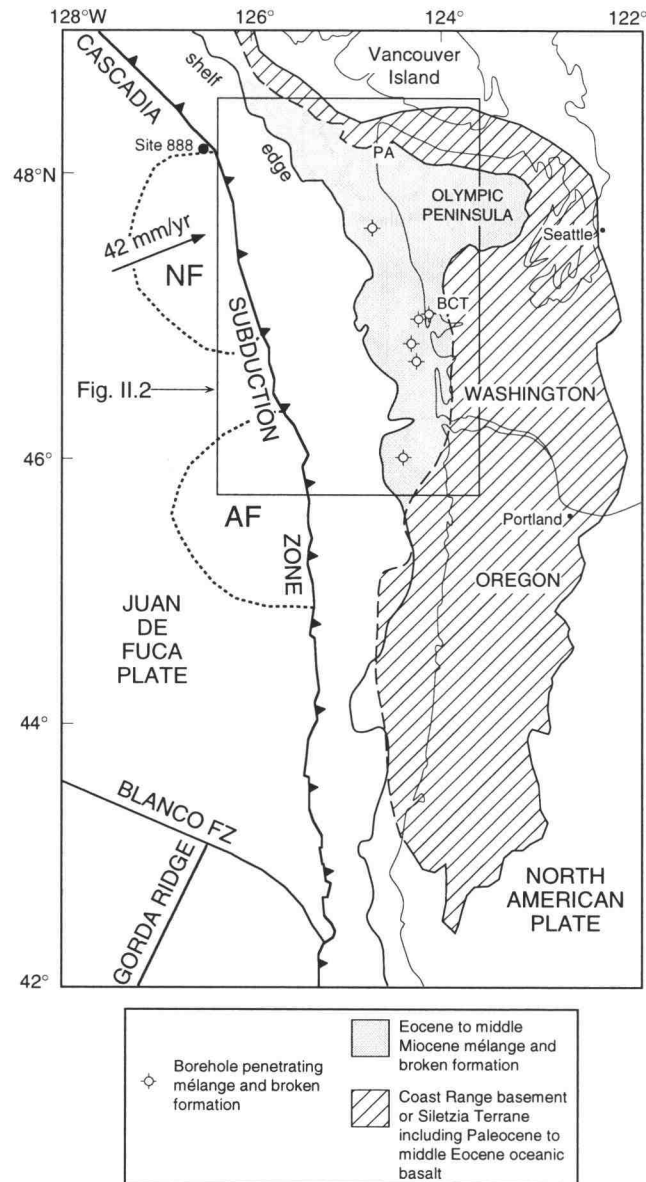 128°W
126°
124°
122°
CASCADIA
shelf
edge
Vancouver
Island
Site 888
48°N
PA
OLYMPIC
PENINSULA
Seattle
42 mm/yr
NF
BCT
SUBDUCTION
Fig. II.2
WASHINGTON
46°
AF
Portland
ZONE
OREGON
JUAN
DE
FUCA
PLATE
44°
BLANCO FZ
GORDA RIDGE
NORTH
AMERICAN
PLATE
42°
Borehole penetrating
mélange and broken
formation
Eocene to middle
Miocene mélange and
broken formation
Coast Range basement
or Siletzia Terrane
including Paleocene to
middle Eocene oceanic
basalt